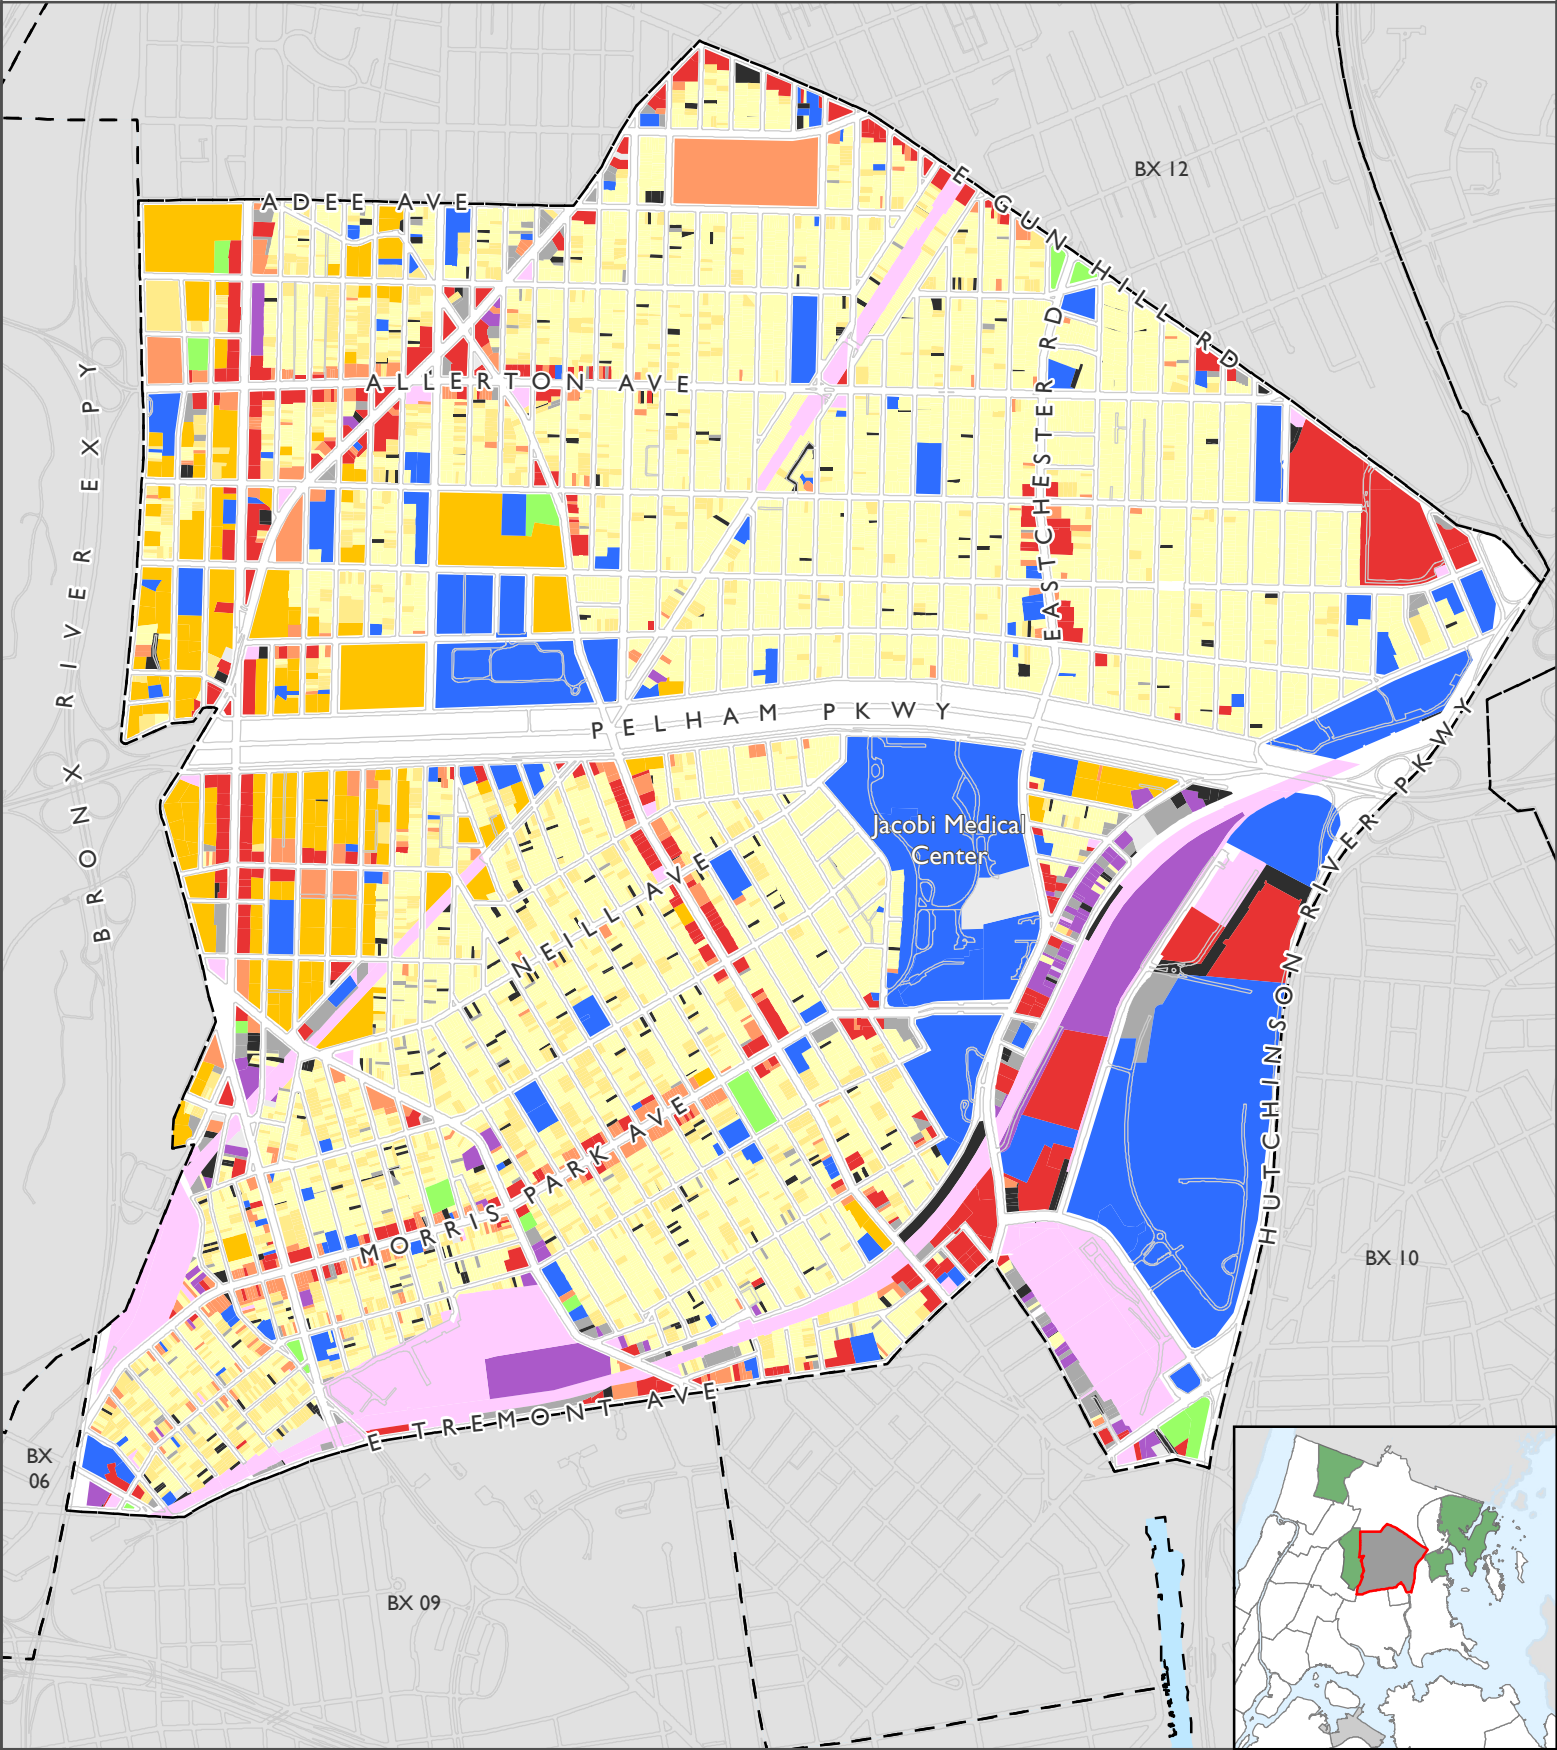 BX 12
ADEE AVE
E GUN HILL RD
ALLERTON AVE
EASTCHESTER RD
BRONX RIVER EXPY
PELHAM PKWY
Jacobi Medical
Center
NEILL AVE
HUTCHINSON RIVER PKWY
MORRIS PARK AVE
BX 10
E TREMONT AVE
BX
06
BX 09